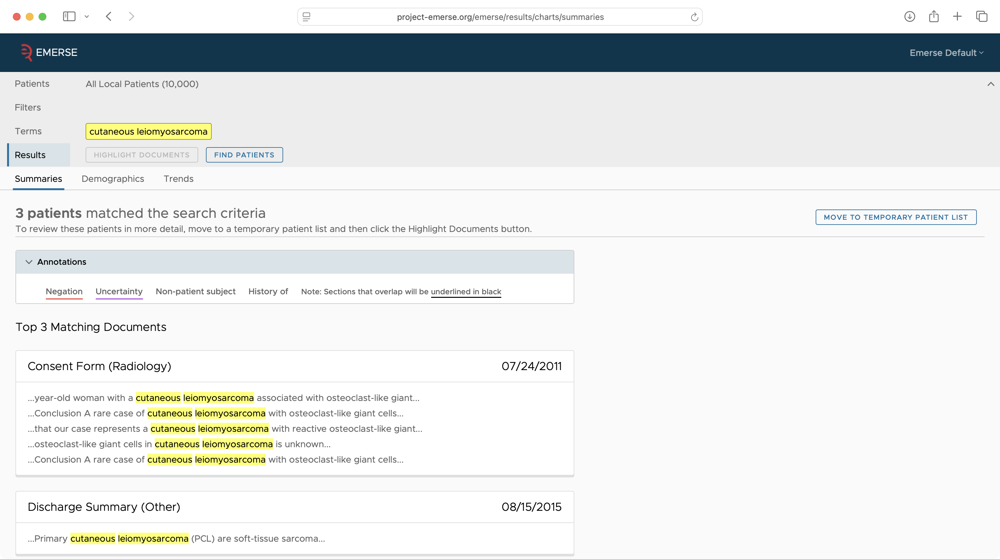 project-emerse.org/emerse/results/charts/summaries
EMERSE
Emerse Default
Patients
All Local Patients (10,000)
Filters
Terms
cutaneous leiomyosarcoma
Results
HIGHLIGHT DOCUMENTS
FIND PATIENTS
Summaries
Demographics
Trends
3 patients matched the search criteria
MOVE TO TEMPORARY PATIENT LIST
To review these patients in more detail, move to a temporary patient list and then click the Highlight Documents button.
Annotations
Negation
Uncertainty
Non-patient subject
History of
Note: Sections that overlap will be underlined in black
Top 3 Matching Documents
Consent Form (Radiology)
07/24/2011
...year-old woman with a cutaneous leiomyosarcoma associated with osteoclast-like giant...
...Conclusion A rare case of cutaneous leiomyosarcoma with osteoclast-like giant cells...
...that our case represents a cutaneous leiomyosarcoma with reactive osteoclast-like giant...
...osteoclast-like giant cells in cutaneous leiomyosarcoma is unknown...
...Conclusion A rare case of cutaneous leiomyosarcoma with osteoclast-like giant cells...
Discharge Summary (Other)
08/15/2015
...Primary cutaneous leiomyosarcoma (PCL) are soft-tissue sarcoma...